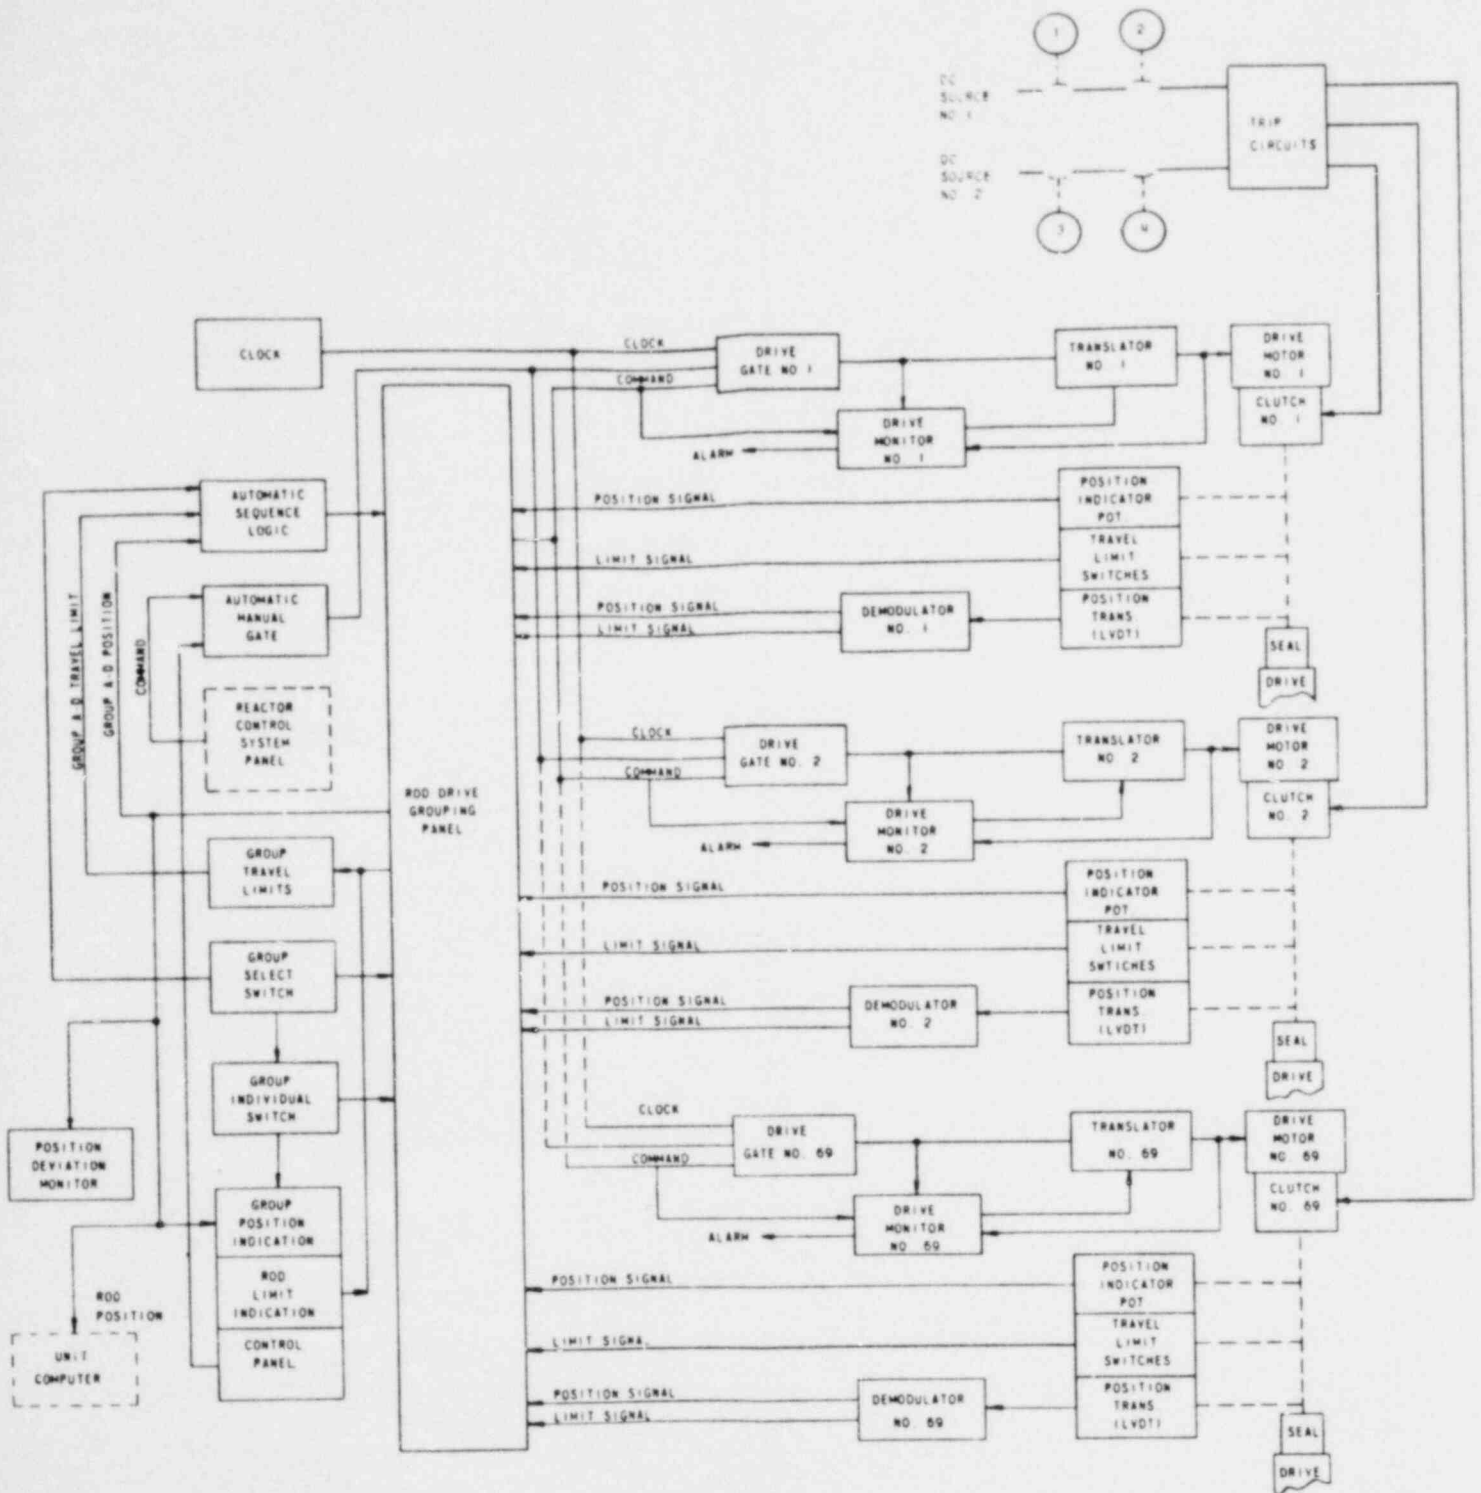 1
2
DC
SOURCE
NO. 1
TRIP
CIRCUITS
DC
SOURCE
NO. 2
3
4
CLOCK
CLOCK
COMMAND
DRIVE
GATE NO. 1
TRANSLATOR
NO. 1
DRIVE
MOTOR
NO. 1
CLUTCH
NO. 1
DRIVE
MONITOR
NO. 1
ALARM
AUTOMATIC
SEQUENCE
LOGIC
POSITION SIGNAL
POSITION
INDICATOR
POT.
LIMIT SIGNAL
TRAVEL
LIMIT
SWITCHES
AUTOMATIC
MANUAL
GATE
POSITION SIGNAL
LIMIT SIGNAL
DEMODULATOR
NO. 1
POSITION
TRANS
(LVDT)
SEAL
DRIVE
GROUP A-D TRAVEL LIMIT
GROUP A-D POSITION
COMMAND
REACTOR
CONTROL
SYSTEM
PANEL
ROD DRIVE
GROUPING
PANEL
CLOCK
COMMAND
DRIVE
GATE NO. 2
TRANSLATOR
NO. 2
DRIVE
MOTOR
NO. 2
CLUTCH
NO. 2
DRIVE
MONITOR
NO. 2
ALARM
GROUP
TRAVEL
LIMITS
POSITION SIGNAL
POSITION
INDICATOR
POT.
GROUP
SELECT
SWITCH
LIMIT SIGNAL
TRAVEL
LIMIT
SWTICHES
POSITION SIGNAL
LIMIT SIGNAL
DEMODULATOR
NO. 2
POSITION
TRANS.
(LVDT)
SEAL
DRIVE
GROUP
INDIVIDUAL
SWITCH
POSITION
DEVIATION
MONITOR
CLOCK
COMMAND
DRIVE
GATE NO. 69
TRANSLATOR
NO. 69
DRIVE
MOTOR
NO. 69
CLUTCH
NO. 69
DRIVE
MONITOR
NO. 69
ALARM
GROUP
POSITION
INDICATION
ROD
LIMIT
INDICATION
CONTROL
PANEL
ROD
POSITION
UNIT
COMPUTER
POSITION SIGNAL
POSITION
INDICATOR
POT
LIMIT SIGNAL
TRAVEL
LIMIT
SWITCHES
POSITION SIGNAL
LIMIT SIGNAL
DEMODULATOR
NO. 69
POSITION
TRANS
(LVDT)
SEAL
DRIVE